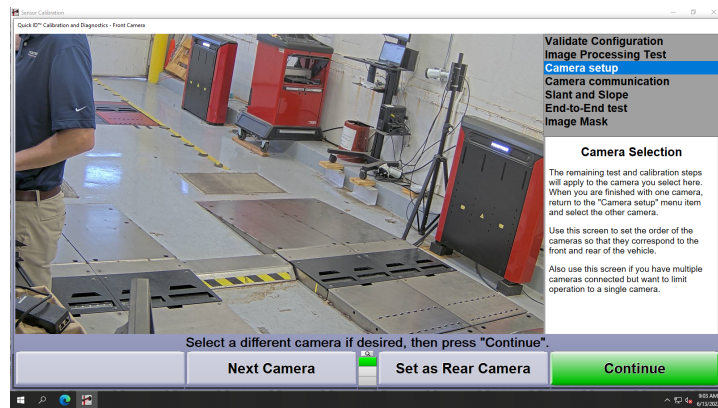 Sensor Calibration
Quick ID™ Calibration and Diagnostics - Front Camera
Validate Configuration
Image Processing Test
Camera setup
Camera communication
Slant and Slope
End-to-End test
Image Mask
Camera Selection
The remaining test and calibration steps
will apply to the camera you select here.
When you are finished with one camera,
return to the "Camera setup" menu item
and select the other camera.
Use this screen to set the order of the
cameras so that they correspond to the
front and rear of the vehicle.
Also use this screen if you have multiple
cameras connected but want to limit
operation to a single camera.
Select a different camera if desired, then press "Continue".
Next Camera
Set as Rear Camera
Continue
9:03 AM